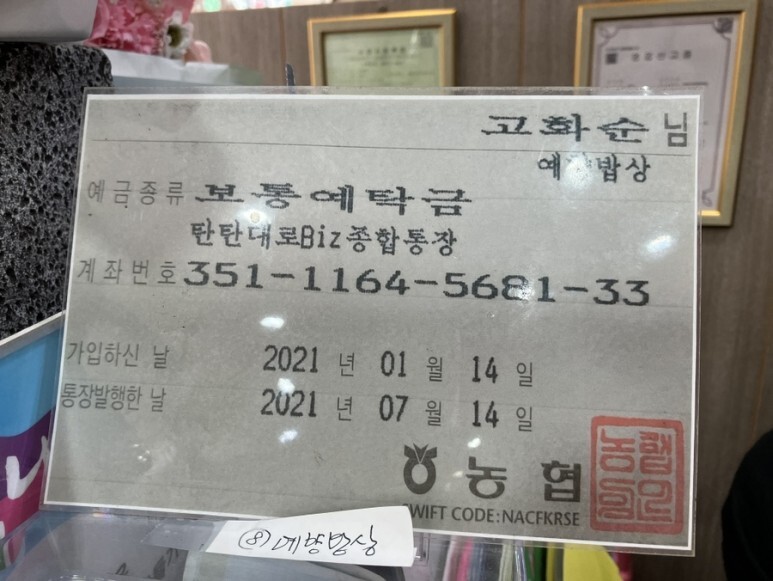 고화순 님
예금종류 보통예탁금
탄탄대로Biz종합통장
계좌번호 351-1164-5681-33
가입하신 날 2021 년 01 월 14 일
통장발행한 날 2021 년 07 월 14 일
농협
SWIFT CODE:NACFKRSE